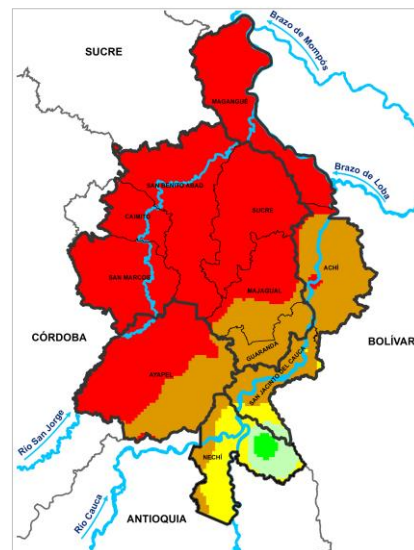 Brazo de Mompós
SUCRE
MAGANGUÉ
Brazo de Loba
SAN BENITO ABAD
CAIMITO
SUCRE
ACHÍ
SAN MARCOS
MAJAGUAL
CÓRDOBA
BOLÍVAR
GUARANDA
AYAPEL
SAN JACINTO DEL CAUCA
Río San Jorge
NECHÍ
Río Cauca
ANTIOQUIA